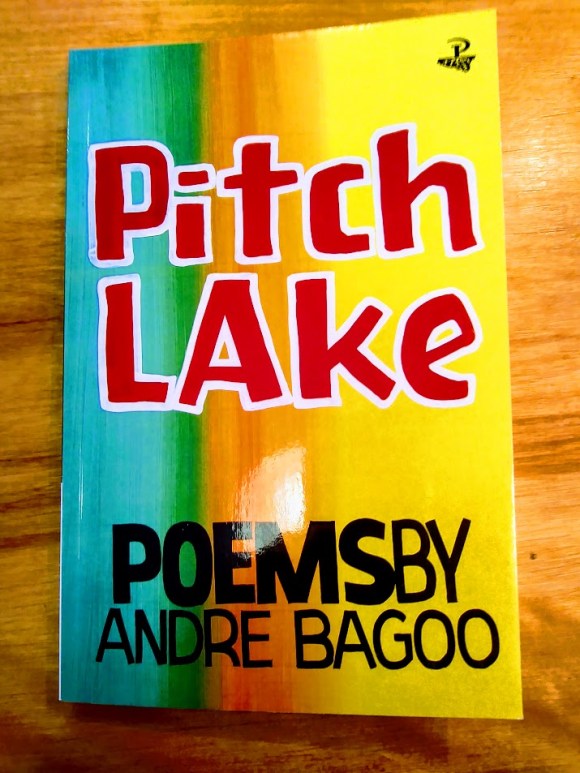 Pitch
LAke
POEMSBY
ANDRE BAGOO